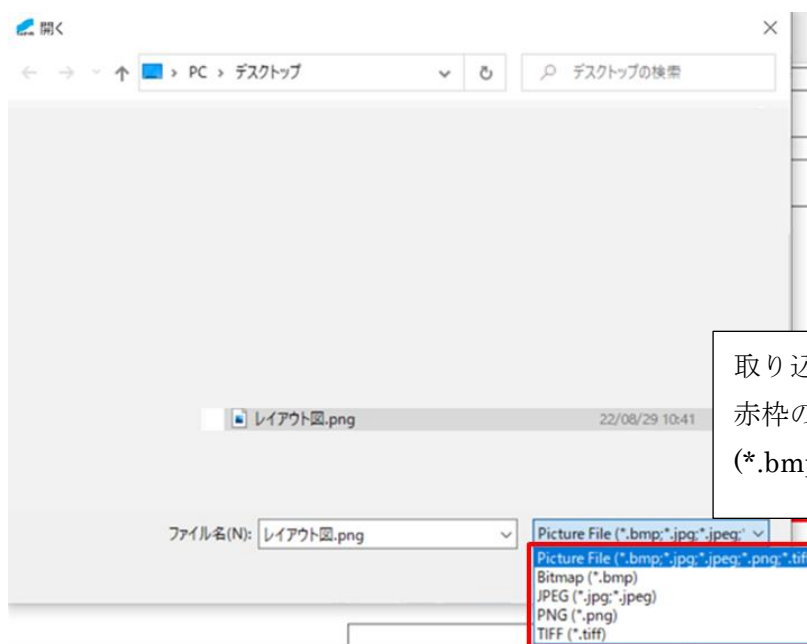 開く
PC › デスクトップ
デスクトップの検索
レイアウト図.png 22/08/29 10:41
取り込
赤枠の
(*.bm
ファイル名(N): レイアウト図.png Picture File (*.bmp;*.jpg;*.jpeg;*
Picture File (*.bmp;*.jpg;*.jpeg;*.png;*.tif
Bitmap (*.bmp)
JPEG (*.jpg;*.jpeg)
PNG (*.png)
TIFF (*.tiff)